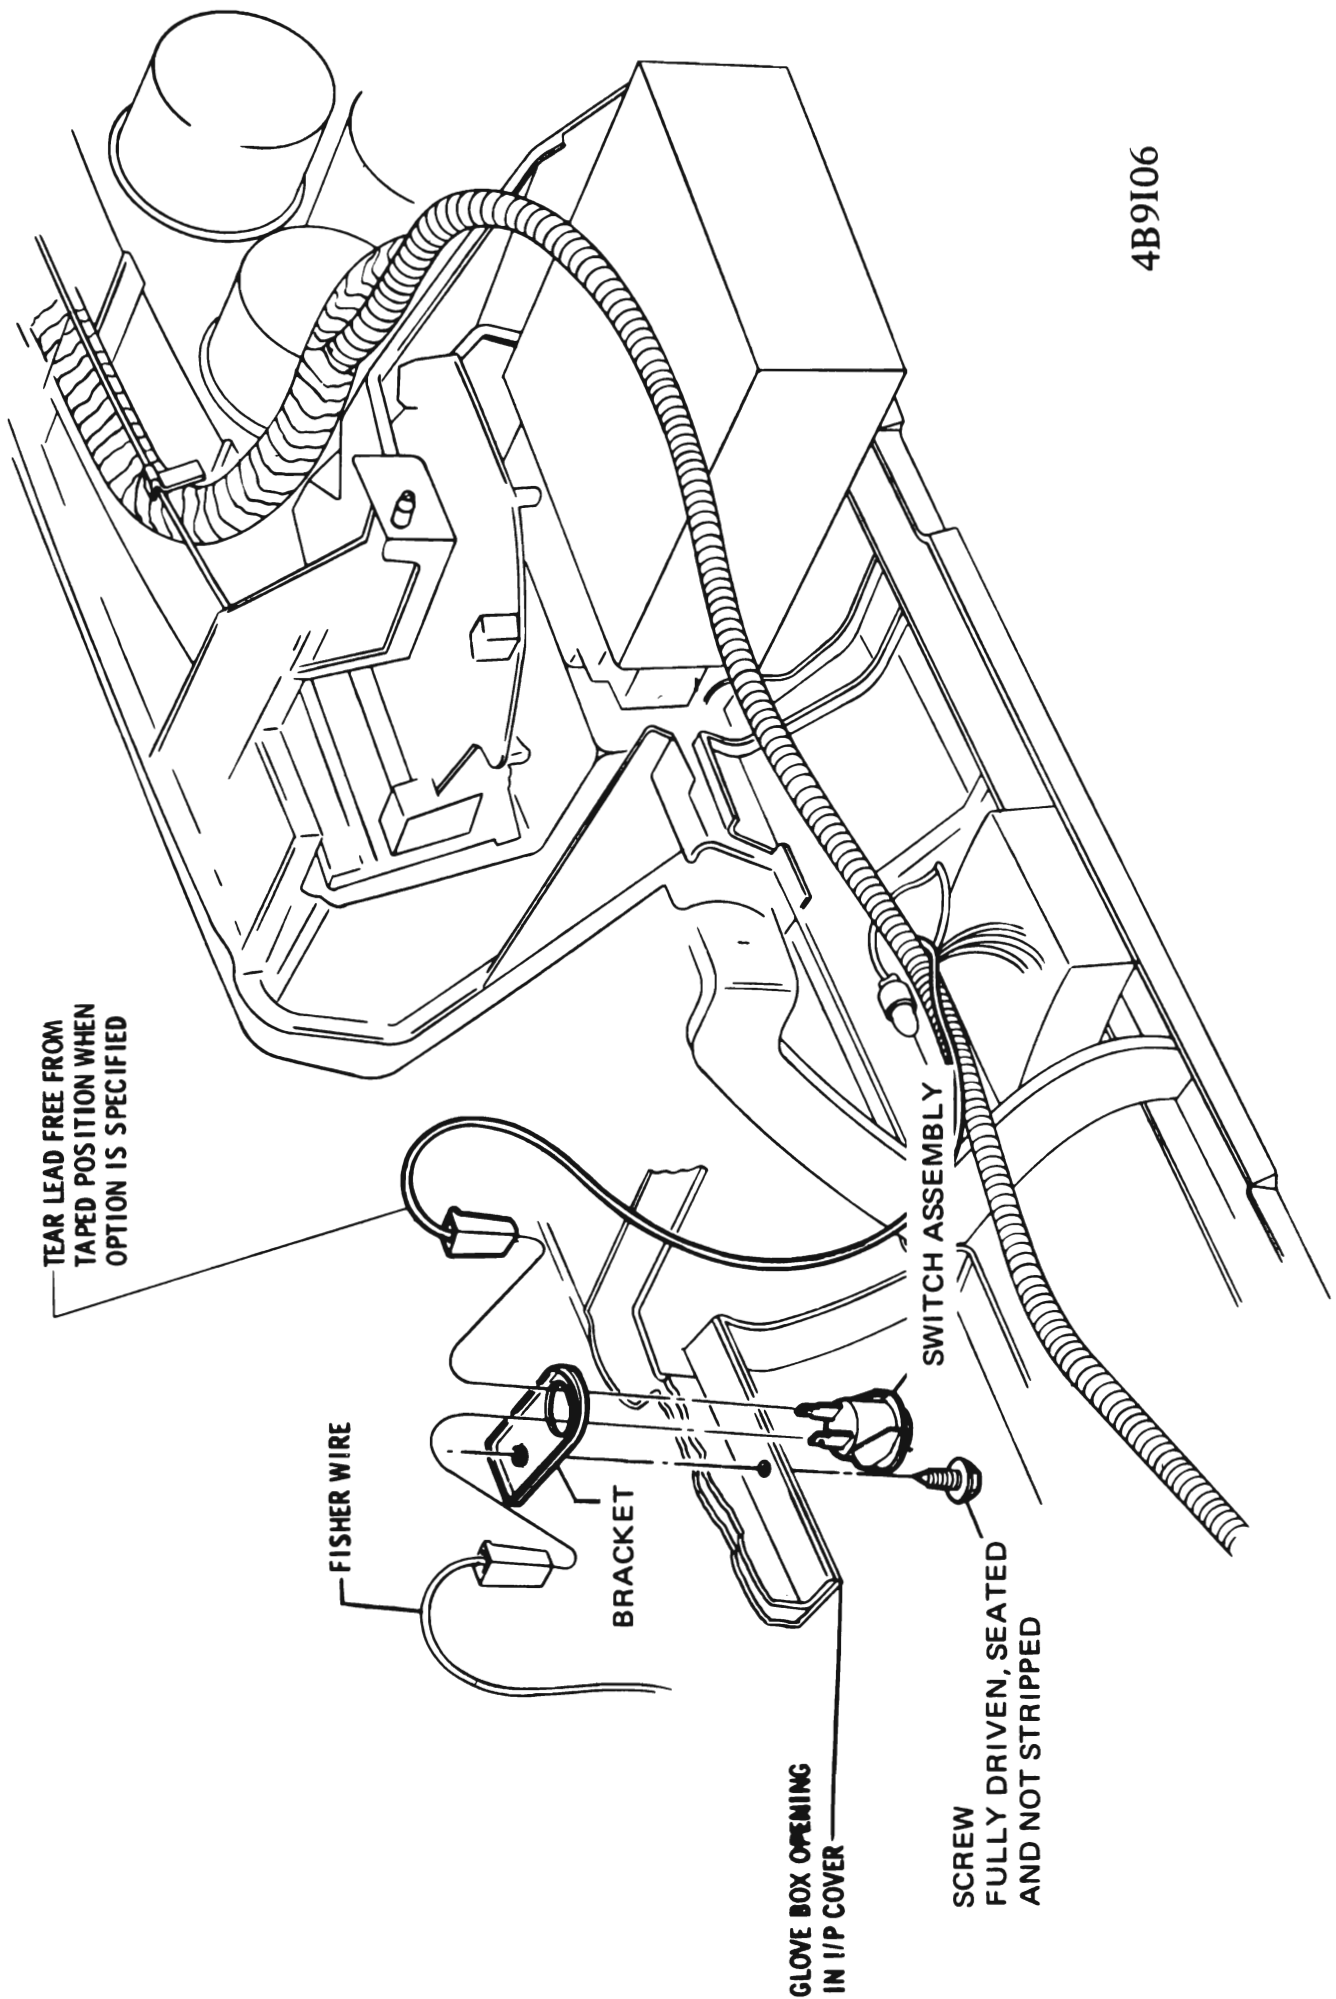 TEAR LEAD FREE FROM
TAPED POSITION WHEN
OPTION IS SPECIFIED
FISHER WIRE
BRACKET
GLOVE BOX OPENING
IN I/P COVER
SWITCH ASSEMBLY
SCREW
FULLY DRIVEN, SEATED
AND NOT STRIPPED
4B9106